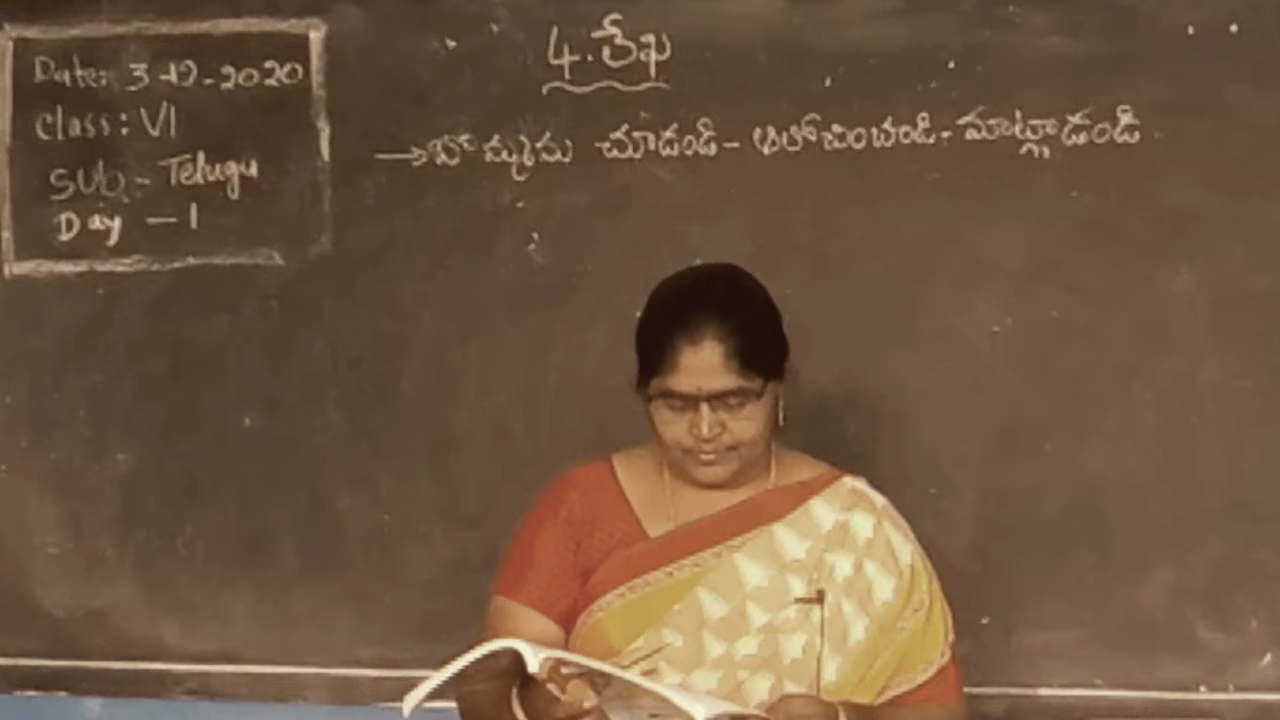 Date: 3-12-2020
Class: VI
Sub - Telugu
Day - 1
4. లేఖ
→ బొమ్మను చూడండి - ఆలోచించండి - మాట్లాడండి